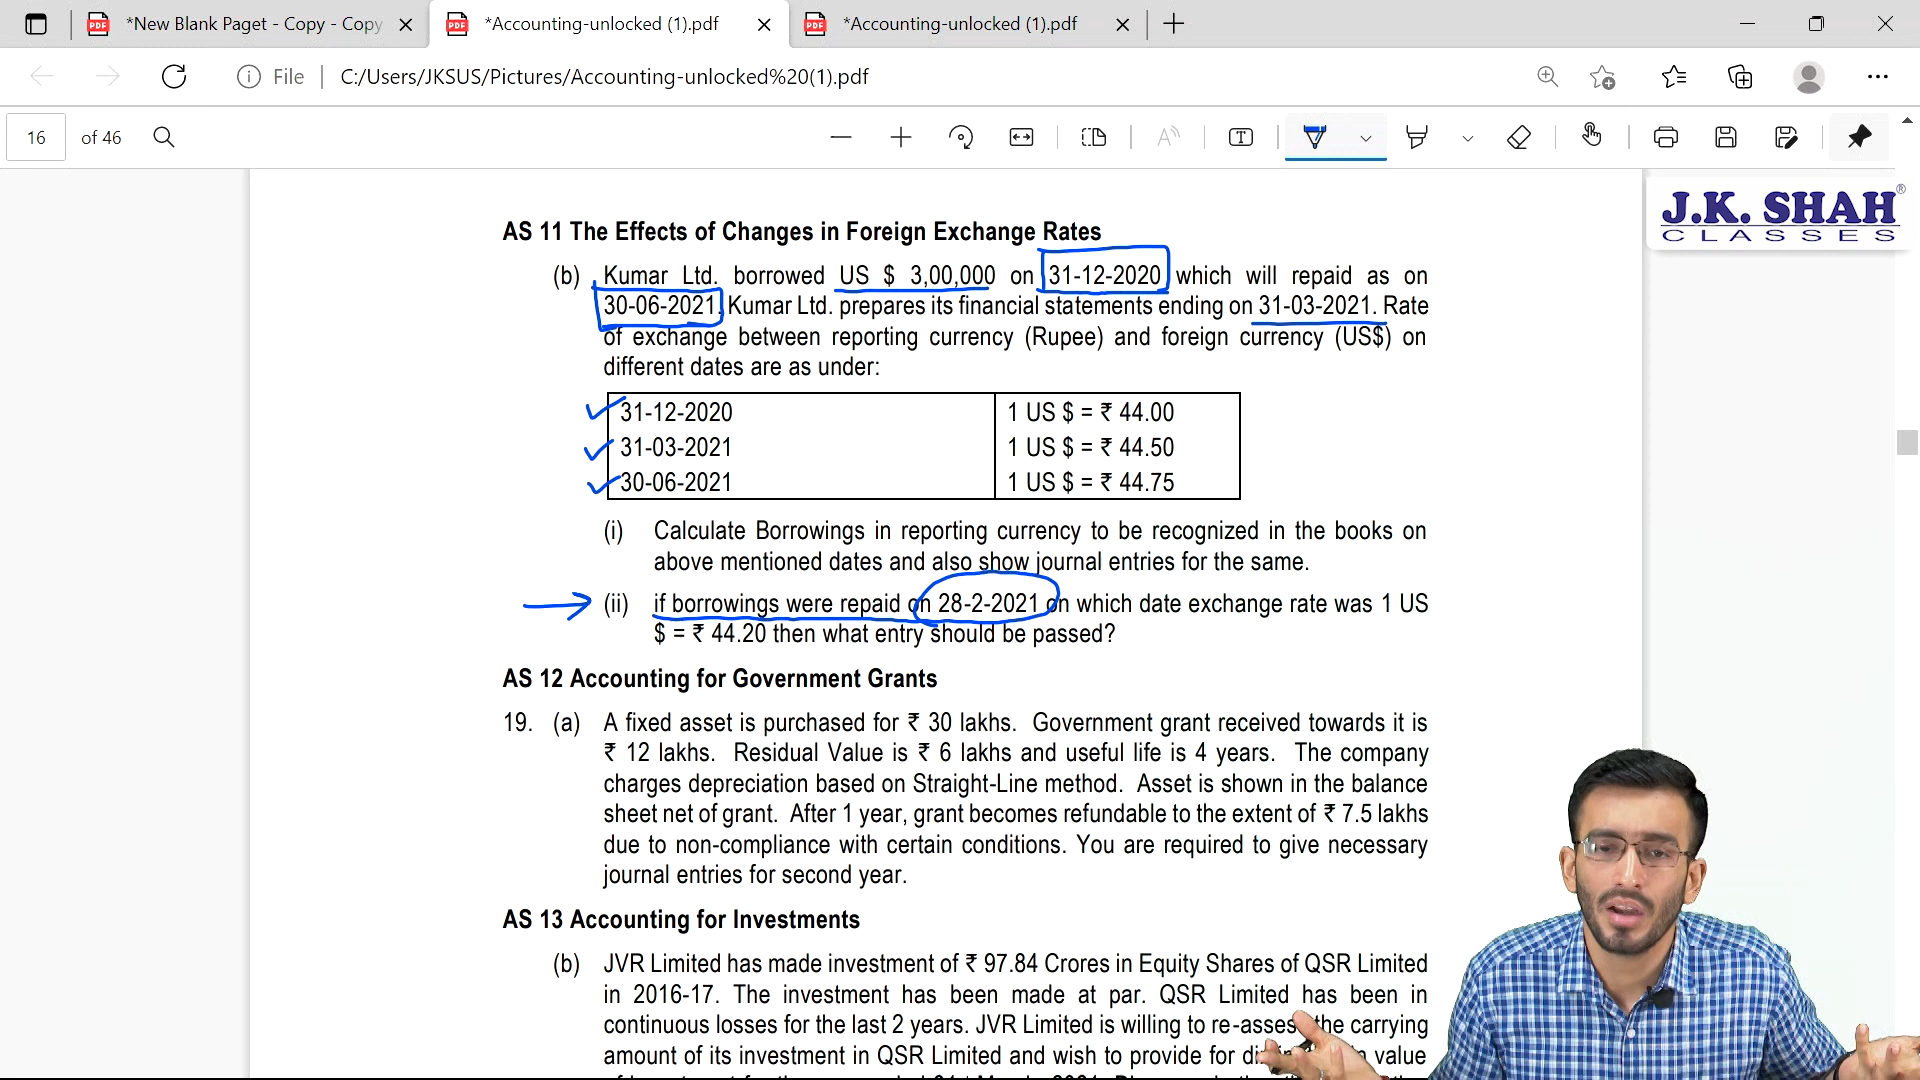 *New Blank Paget - Copy - Copy
*Accounting-unlocked (1).pdf
*Accounting-unlocked (1).pdf
File
C:/Users/JKSUS/Pictures/Accounting-unlocked%20(1).pdf
16 of 46
J.K. SHAH®
CLASSES
AS 11 The Effects of Changes in Foreign Exchange Rates
(b) Kumar Ltd. borrowed US $ 3,00,000 on 31-12-2020 which will repaid as on
30-06-2021. Kumar Ltd. prepares its financial statements ending on 31-03-2021. Rate
of exchange between reporting currency (Rupee) and foreign currency (US$) on
different dates are as under:
31-12-2020 1 US $ = ₹ 44.00
31-03-2021 1 US $ = ₹ 44.50
30-06-2021 1 US $ = ₹ 44.75
(i) Calculate Borrowings in reporting currency to be recognized in the books on
above mentioned dates and also show journal entries for the same.
(ii) if borrowings were repaid on 28-2-2021 on which date exchange rate was 1 US
$ = ₹ 44.20 then what entry should be passed?
AS 12 Accounting for Government Grants
19. (a) A fixed asset is purchased for ₹ 30 lakhs. Government grant received towards it is
₹ 12 lakhs. Residual Value is ₹ 6 lakhs and useful life is 4 years. The company
charges depreciation based on Straight-Line method. Asset is shown in the balance
sheet net of grant. After 1 year, grant becomes refundable to the extent of ₹ 7.5 lakhs
due to non-compliance with certain conditions. You are required to give necessary
journal entries for second year.
AS 13 Accounting for Investments
(b) JVR Limited has made investment of ₹ 97.84 Crores in Equity Shares of QSR Limited
in 2016-17. The investment has been made at par. QSR Limited has been in
continuous losses for the last 2 years. JVR Limited is willing to re-assess the carrying
amount of its investment in QSR Limited and wish to provide for value